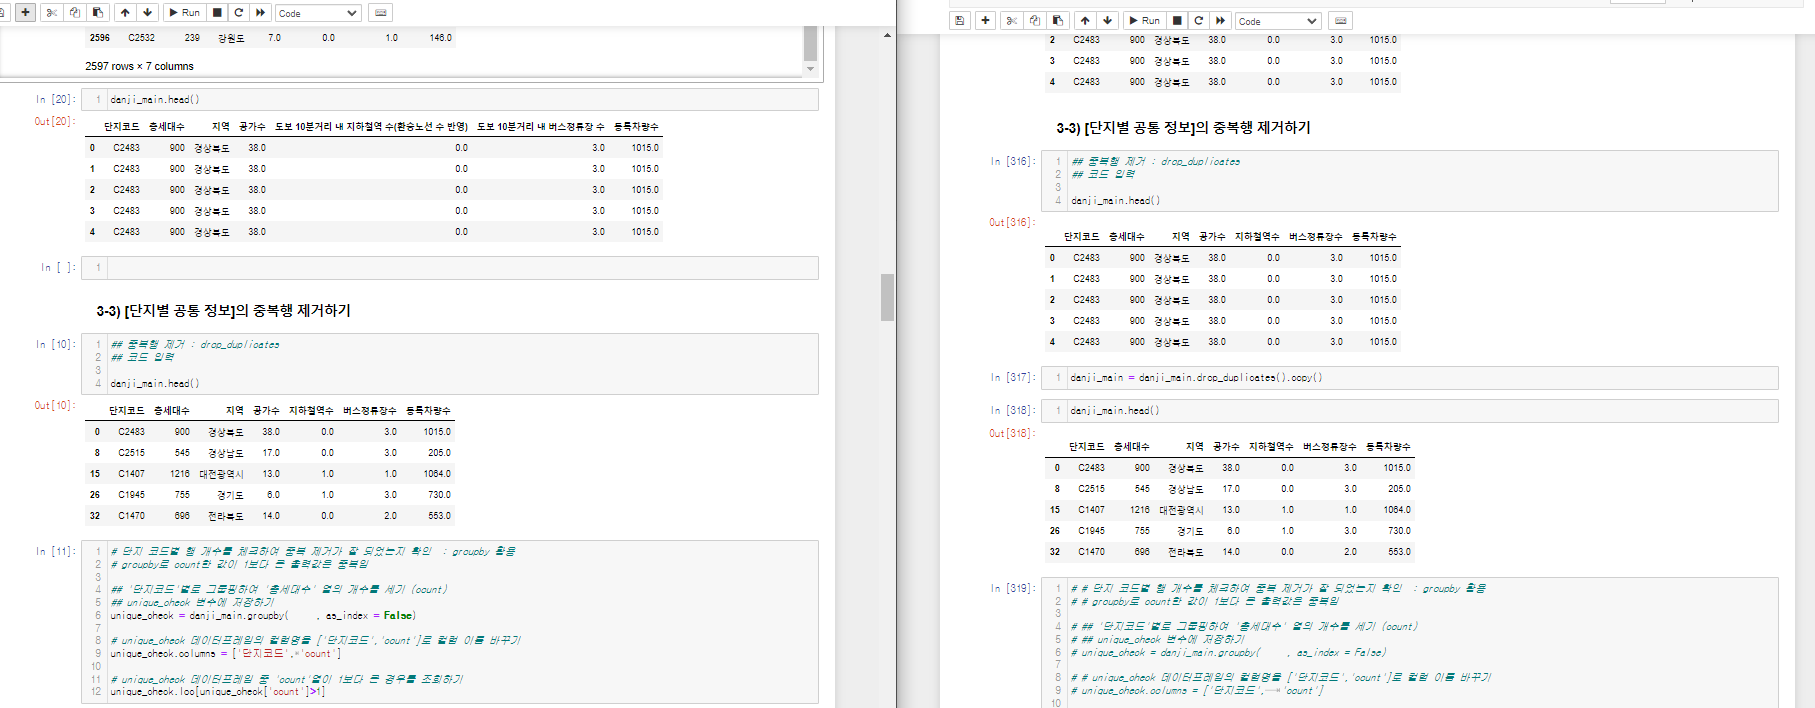 Run Code
2596 C2532 239 강원도 7.0 0.0 1.0 146.0
2597 rows × 7 columns
In [20]: 1 danji_main.head()
Out[20]:
단지코드 총세대수 지역 공가수 도보 10분거리 내 지하철역 수(환승노선 수 반영) 도보 10분거리 내 버스정류장 수 등록차량수
0 C2483 900 경상북도 38.0 0.0 3.0 1015.0
1 C2483 900 경상북도 38.0 0.0 3.0 1015.0
2 C2483 900 경상북도 38.0 0.0 3.0 1015.0
3 C2483 900 경상북도 38.0 0.0 3.0 1015.0
4 C2483 900 경상북도 38.0 0.0 3.0 1015.0
In [ ]: 1
3-3) [단지별 공통 정보]의 중복행 제거하기
In [10]: 1 ## 중복행 제거 : drop_duplicates
2 ## 코드 입력
3
4 danji_main.head()
Out[10]:
단지코드 총세대수 지역 공가수 지하철역수 버스정류장수 등록차량수
0 C2483 900 경상북도 38.0 0.0 3.0 1015.0
8 C2515 545 경상남도 17.0 0.0 3.0 205.0
15 C1407 1216 대전광역시 13.0 1.0 1.0 1064.0
26 C1945 755 경기도 6.0 1.0 3.0 730.0
32 C1470 696 전라북도 14.0 0.0 2.0 553.0
In [11]: 1 # 단지 코드별 행 개수를 체크하여 중복 제거가 잘 되었는지 확인 : groupby 활용
2 # groupby로 count한 값이 1보다 큰 출력값은 중복임
3
4 ## '단지코드'별로 그룹핑하여 '총세대수' 열의 개수를 세기 (count)
5 ## unique_check 변수에 저장하기
6 unique_check = danji_main.groupby( , as_index = False)
7
8 # unique_check 데이터프레임의 컬럼명을 ['단지코드','count']로 컬럼 이름 바꾸기
9 unique_check.columns = ['단지코드', 'count']
10
11 # unique_check 데이터프레임 중 'count'열이 1보다 큰 경우를 조회하기
12 unique_check.loc[unique_check['count']>1]
Run Code
2 C2483 900 경상북도 38.0 0.0 3.0 1015.0
3 C2483 900 경상북도 38.0 0.0 3.0 1015.0
4 C2483 900 경상북도 38.0 0.0 3.0 1015.0
3-3) [단지별 공통 정보]의 중복행 제거하기
In [316]: 1 ## 중복행 제거 : drop_duplicates
2 ## 코드 입력
3
4 danji_main.head()
Out[316]:
단지코드 총세대수 지역 공가수 지하철역수 버스정류장수 등록차량수
0 C2483 900 경상북도 38.0 0.0 3.0 1015.0
1 C2483 900 경상북도 38.0 0.0 3.0 1015.0
2 C2483 900 경상북도 38.0 0.0 3.0 1015.0
3 C2483 900 경상북도 38.0 0.0 3.0 1015.0
4 C2483 900 경상북도 38.0 0.0 3.0 1015.0
In [317]: 1 danji_main = danji_main.drop_duplicates().copy()
In [318]: 1 danji_main.head()
Out[318]:
단지코드 총세대수 지역 공가수 지하철역수 버스정류장수 등록차량수
0 C2483 900 경상북도 38.0 0.0 3.0 1015.0
8 C2515 545 경상남도 17.0 0.0 3.0 205.0
15 C1407 1216 대전광역시 13.0 1.0 1.0 1064.0
26 C1945 755 경기도 6.0 1.0 3.0 730.0
32 C1470 696 전라북도 14.0 0.0 2.0 553.0
In [319]: 1 # # 단지 코드별 행 개수를 체크하여 중복 제거가 잘 되었는지 확인 : groupby 활용
2 # # groupby로 count한 값이 1보다 큰 출력값은 중복임
3
4 # ## '단지코드'별로 그룹핑하여 '총세대수' 열의 개수를 세기 (count)
5 # ## unique_check 변수에 저장하기
6 # unique_check = danji_main.groupby( , as_index = False)
7
8 # # unique_check 데이터프레임의 컬럼명을 ['단지코드','count']로 컬럼 이름 바꾸기
9 # unique_check.columns = ['단지코드', 'count']
10